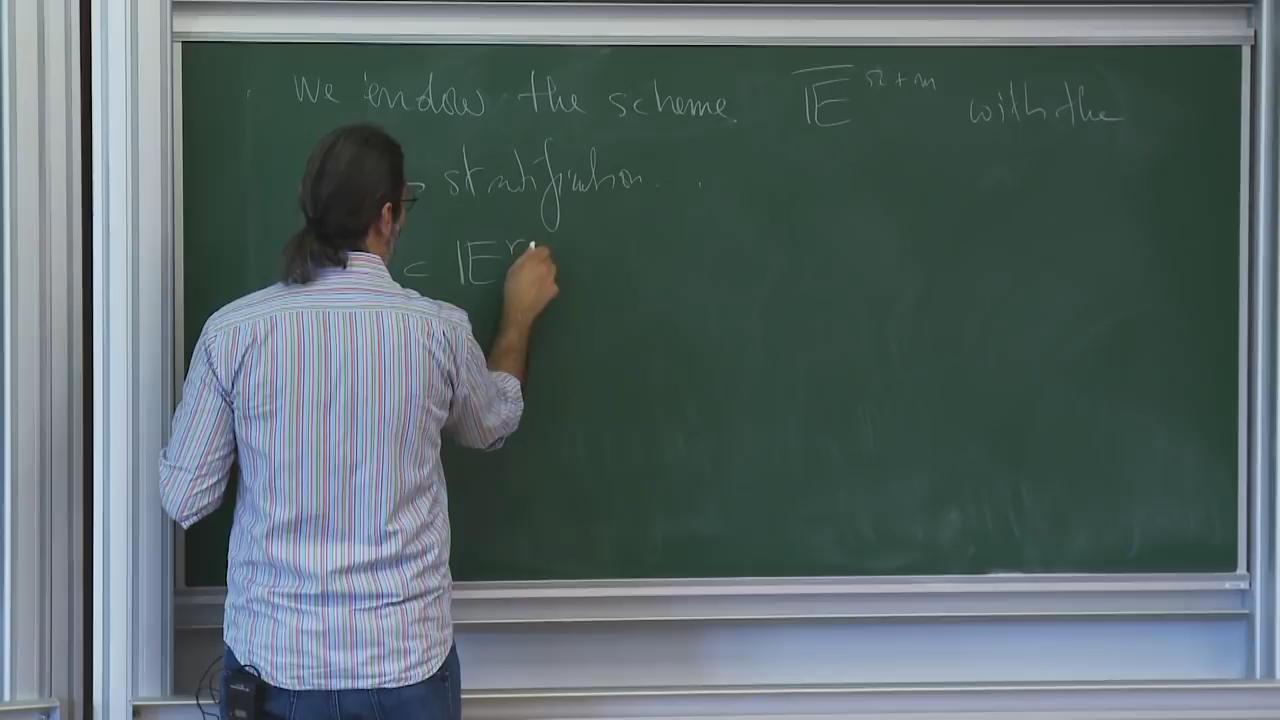 We endow the scheme 𝔼̅^{r+m} with the
stratification...
⊂ 𝔼^r